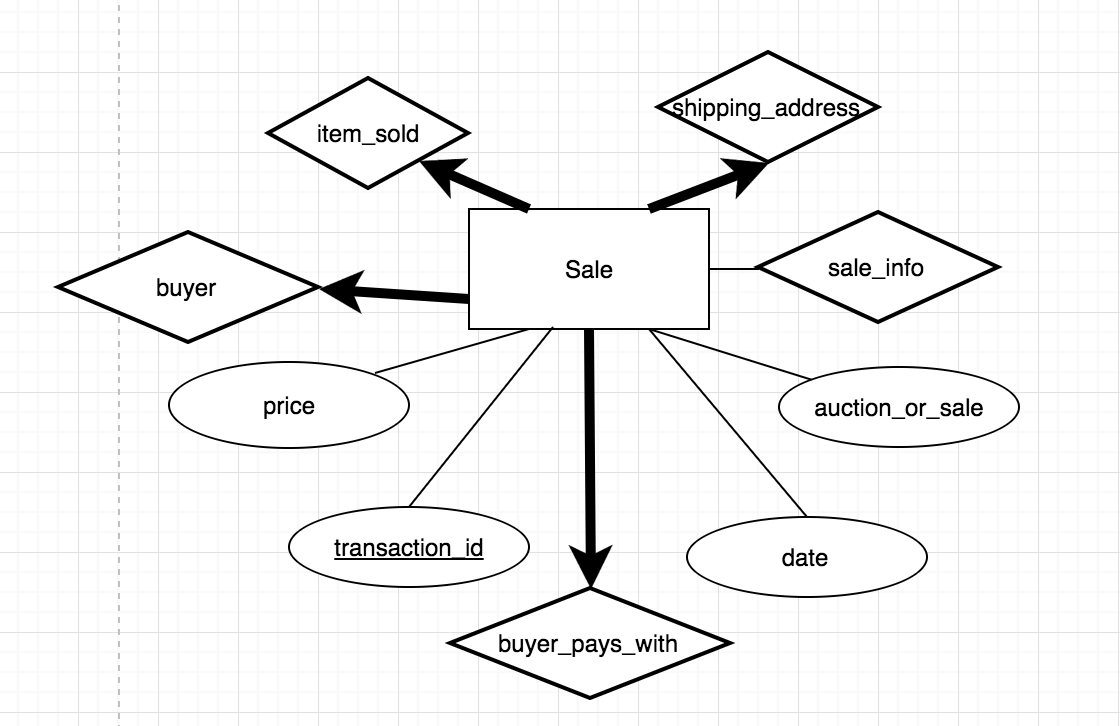 shipping_address
item_sold
Sale
sale_info
buyer
price
auction_or_sale
transaction_id
date
buyer_pays_with